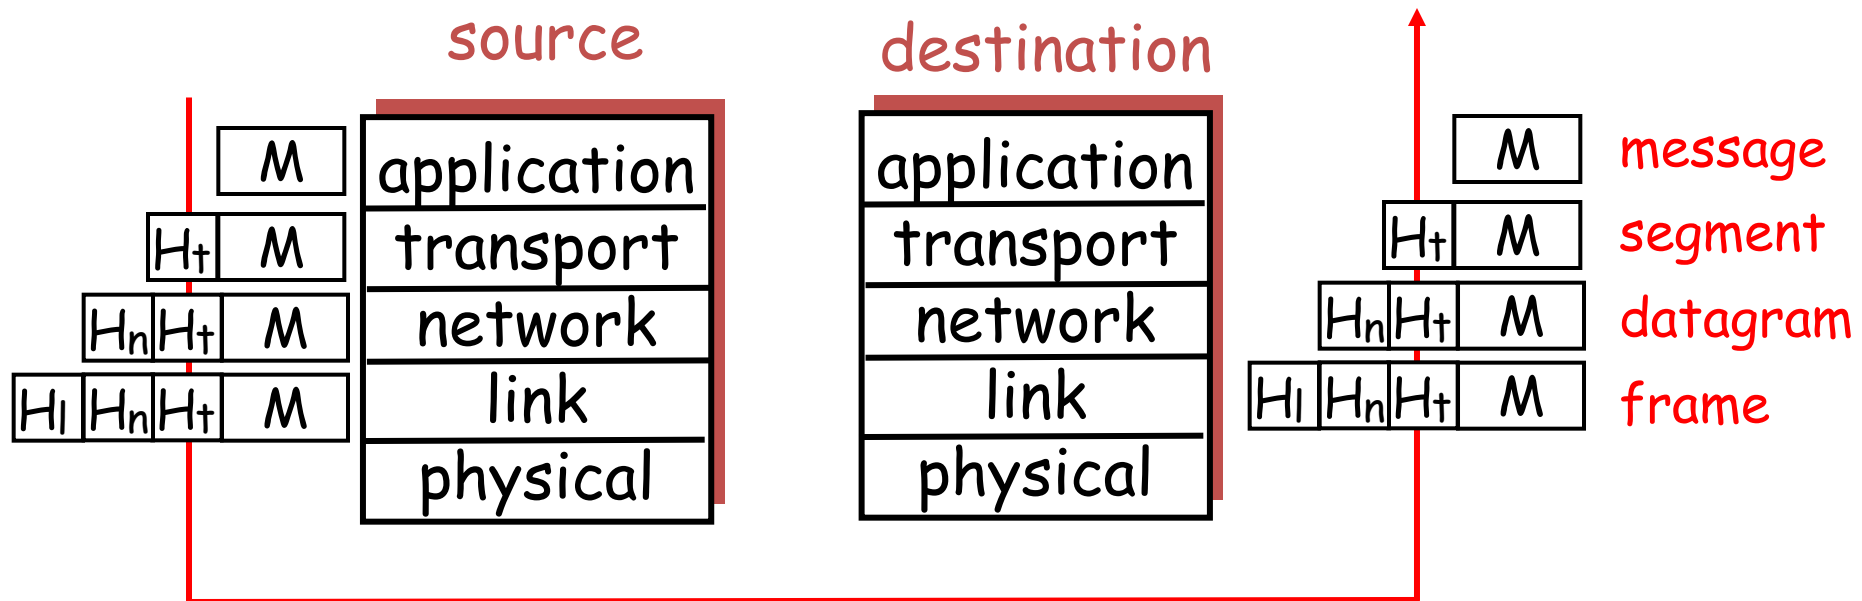 source destination
M application application M message
Ht M transport transport Ht M segment
Hn Ht M network network Hn Ht M datagram
Hl Hn Ht M link link Hl Hn Ht M frame
physical physical